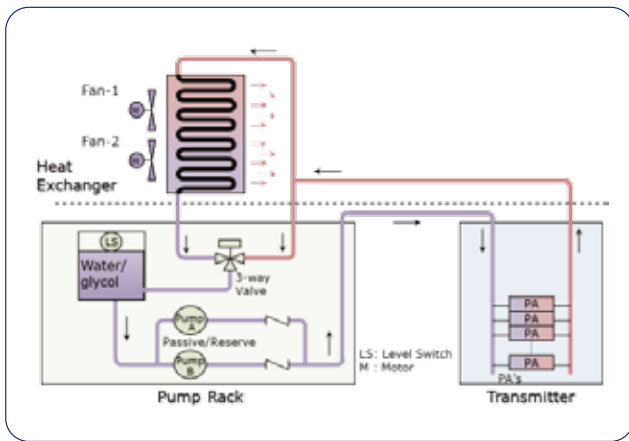 Fan-1
M
Fan-2
M
Heat
Exchanger
LS
Water/
glycol
3-way
Valve
Pump
A
Passive/Reserve
Pump
B
LS: Level Switch
M : Motor
Pump Rack
PA
PA
PA
PA
PA's
Transmitter